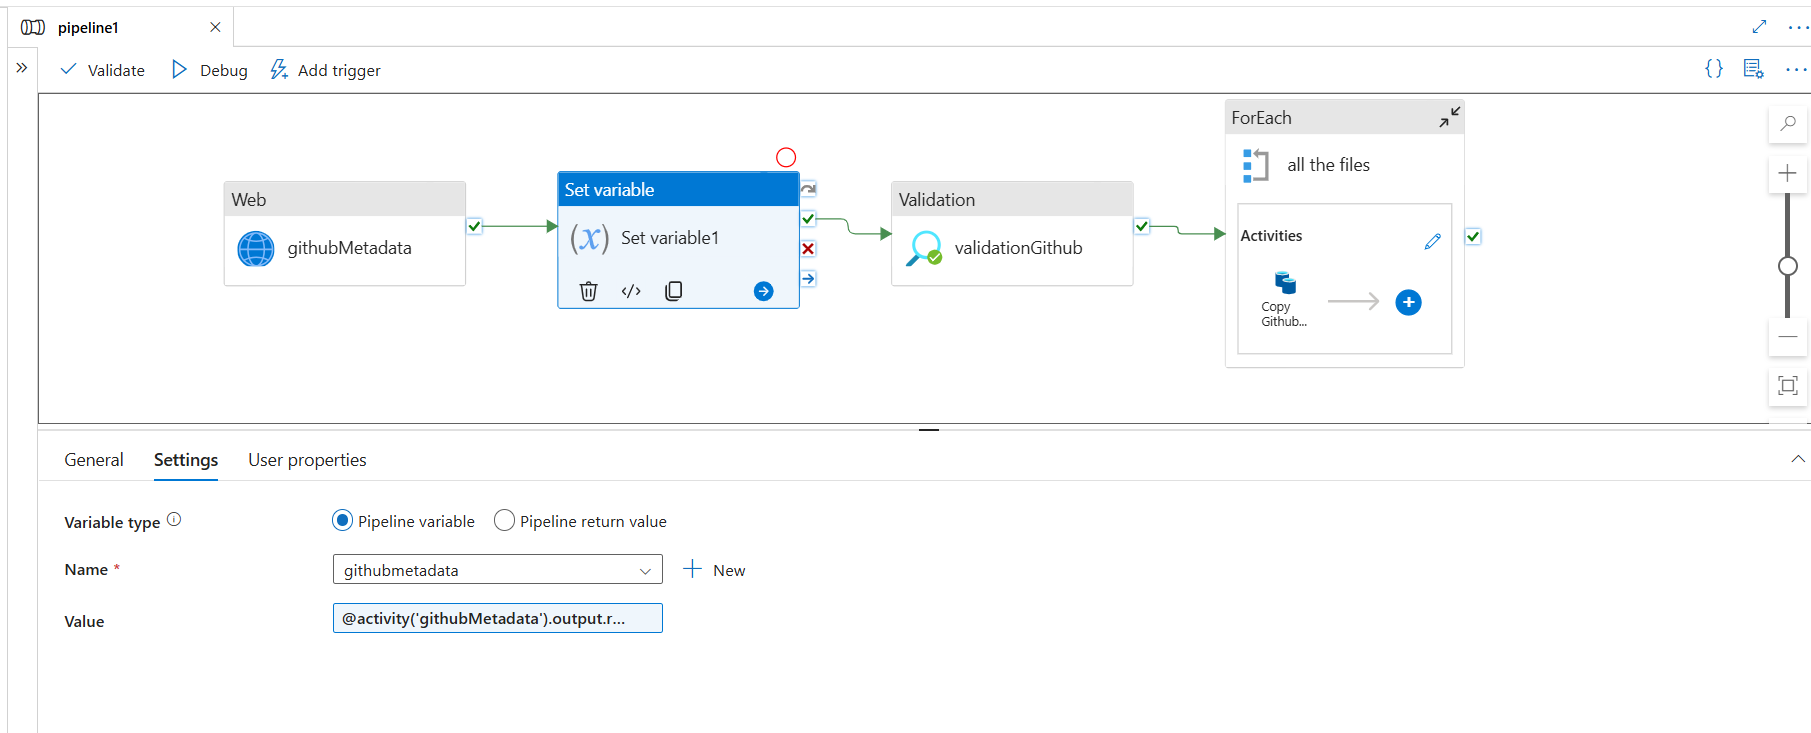 pipeline1
Validate Debug Add trigger
Web
githubMetadata
Set variable
(x) Set variable1
Validation
validationGithub
ForEach
all the files
Activities
Copy
Github...
General Settings User properties
Variable type Pipeline variable Pipeline return value
Name * githubmetadata New
Value @activity('githubMetadata').output.r...